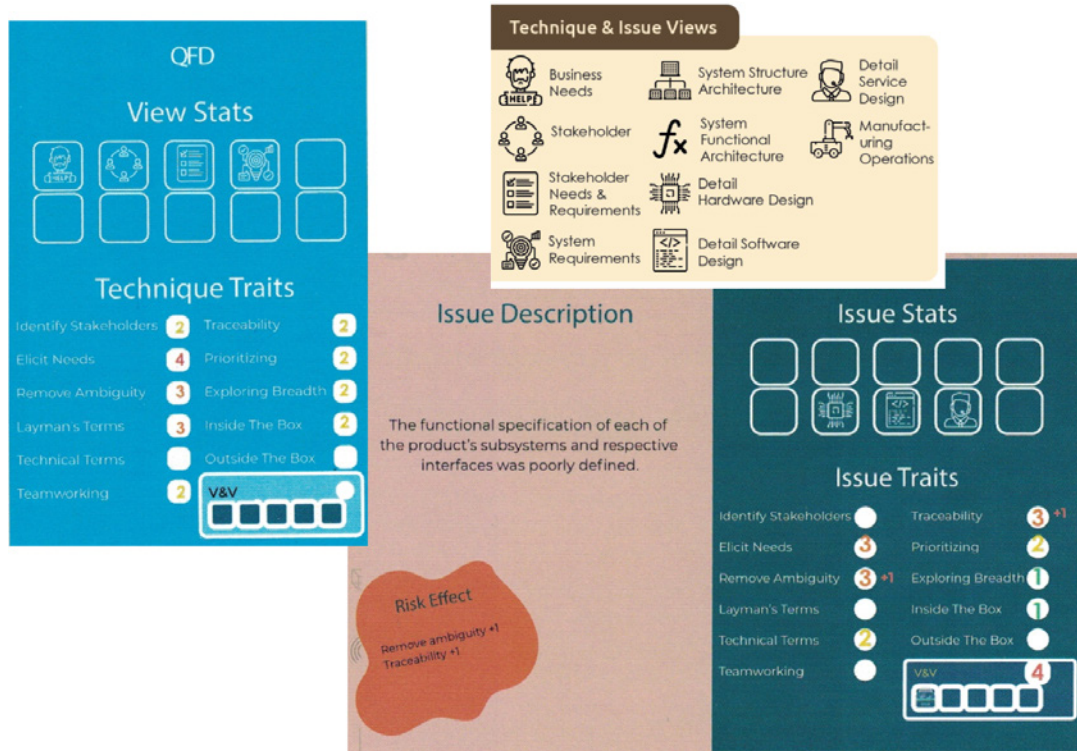 QFD
View Stats
HELP
Technique Traits
Identify Stakeholders 2
Traceability 2
Elicit Needs 4
Prioritizing 2
Remove Ambiguity 3
Exploring Breadth 2
Layman's Terms 3
Inside The Box 2
Technical Terms
Outside The Box
Teamworking 2
V&V
Technique & Issue Views
HELP
Business
Needs
Stakeholder
Stakeholder
Needs &
Requirements
System
Requirements
System Structure
Architecture
fx
System
Functional
Architecture
Detail
Hardware Design
</>
Detail Software
Design
Detail
Service
Design
Manufact-
uring
Operations
Issue Description
The functional specification of each of
the product's subsystems and respective
interfaces was poorly defined.
Risk Effect
Remove ambiguity +1
Traceability +1
Issue Stats
</>
Issue Traits
Identify Stakeholders
Traceability 3 +1
Elicit Needs 3
Prioritizing 2
Remove Ambiguity 3 +1
Exploring Breadth 1
Layman's Terms
Inside The Box 1
Technical Terms 2
Outside The Box
Teamworking
V&V 4